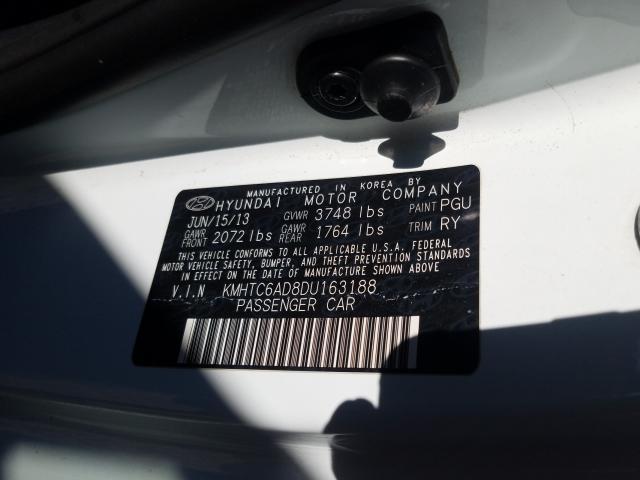 MANUFACTURED IN KOREA BY
HYUNDAI MOTOR COMPANY
JUN/15/13 GVWR 3748 lbs PAINT PGU
GAWR FRONT 2072 lbs GAWR REAR 1764 lbs TRIM RY
THIS VEHICLE CONFORMS TO ALL APPLICABLE U.S.A. FEDERAL
MOTOR VEHICLE SAFETY, BUMPER, AND THEFT PREVENTION STANDARDS
IN EFFECT ON THE DATE OF MANUFACTURE SHOWN ABOVE.
V.I.N KMHTC6AD8DU163188
PASSENGER CAR